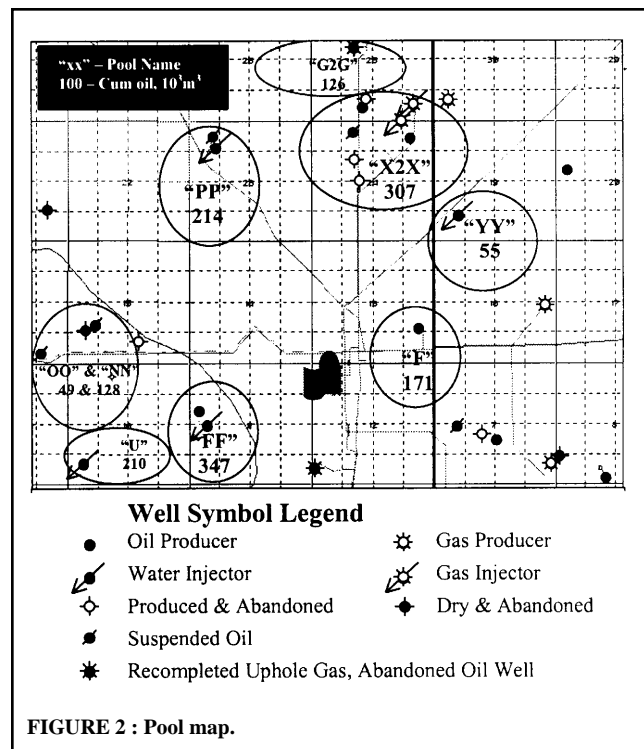 “xx” – Pool Name
100 – Cum oil, 10³m³
“G2G”
126
“X2X”
307
“PP”
214
“YY”
55
“F”
171
“OO” & “NN”
49 & 128
“FF”
347
“U”
210
Well Symbol Legend
Oil Producer
Gas Producer
Water Injector
Gas Injector
Produced & Abandoned
Dry & Abandoned
Suspended Oil
Recompleted Uphole Gas, Abandoned Oil Well
FIGURE 2 : Pool map.